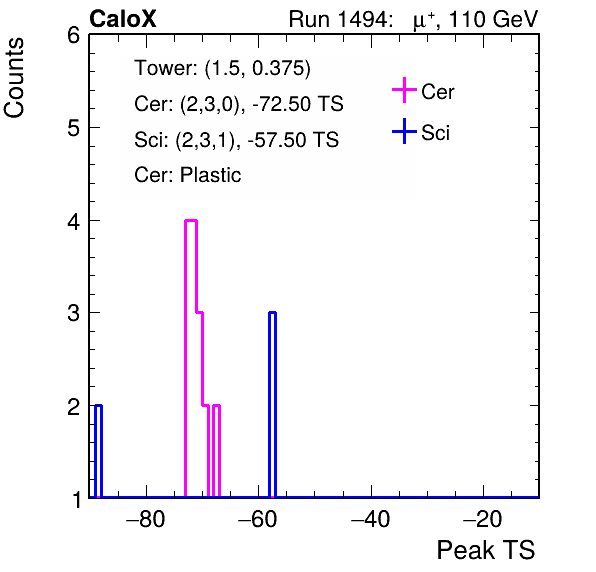 CaloX Run 1494: μ⁺, 110 GeV
Counts
6
5
4
3
2
1
Tower: (1.5, 0.375)
Cer: (2,3,0), -72.50 TS
Sci: (2,3,1), -57.50 TS
Cer: Plastic
Cer
Sci
−80 −60 −40 −20
Peak TS